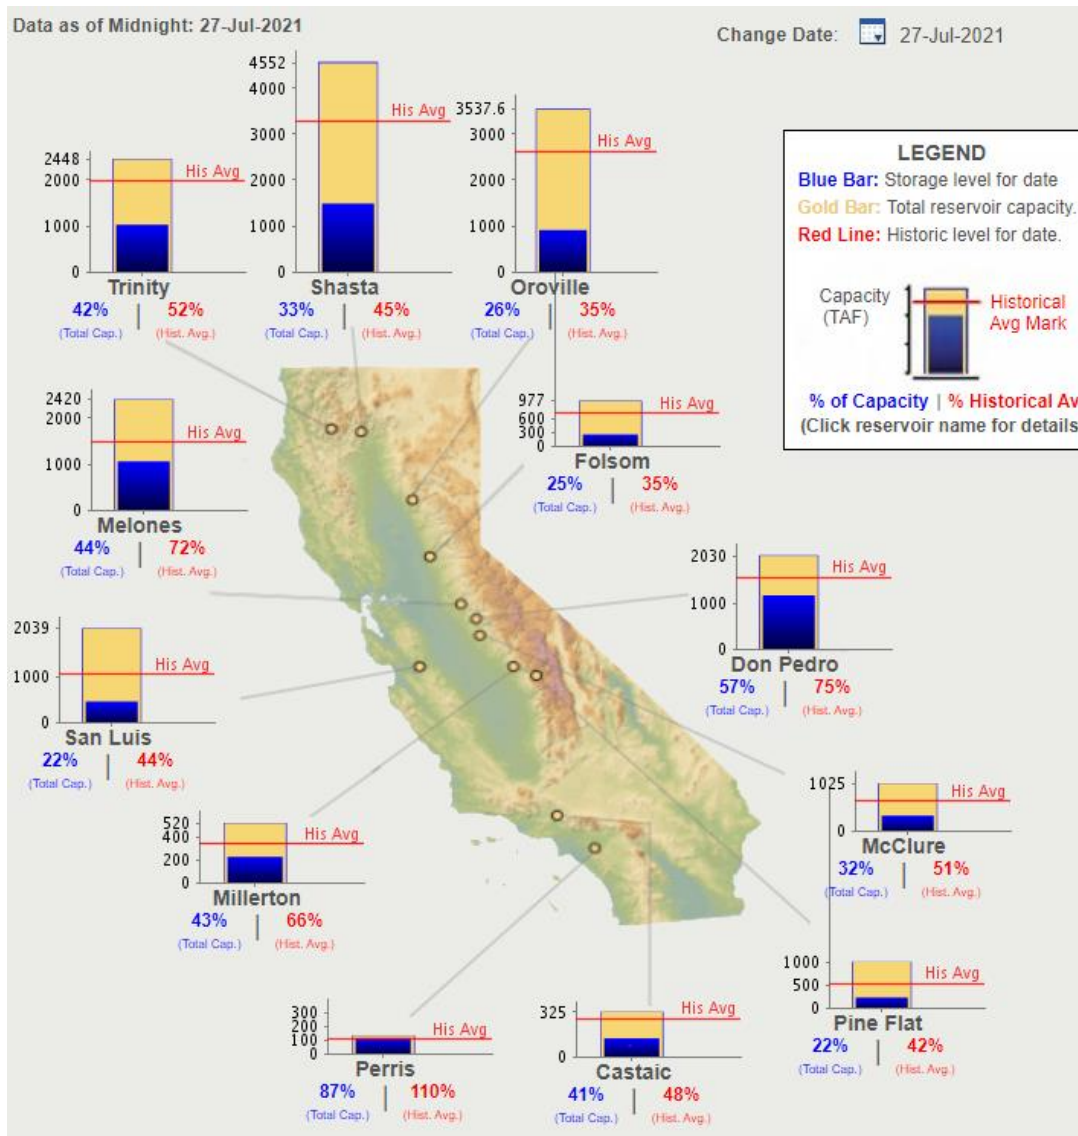 Data as of Midnight: 27-Jul-2021
Change Date: 27-Jul-2021
4552
4000
3000
2000
1000
0
His Avg
Shasta
33% | 45%
(Total Cap.) (Hist. Avg.)
3537.6
3000
2000
1000
0
His Avg
Oroville
26% | 35%
(Total Cap.) (Hist. Avg.)
2448
2000
1000
0
His Avg
Trinity
42% | 52%
(Total Cap.) (Hist. Avg.)
LEGEND
Blue Bar: Storage level for date
Gold Bar: Total reservoir capacity.
Red Line: Historic level for date.
Capacity
(TAF)
Historical
Avg Mark
% of Capacity | % Historical Av
(Click reservoir name for details
2420
2000
1000
0
His Avg
Melones
44% | 72%
(Total Cap.) (Hist. Avg.)
977
600
300
0
His Avg
Folsom
25% | 35%
(Total Cap.) (Hist. Avg.)
2030
1000
0
His Avg
Don Pedro
57% | 75%
(Total Cap.) (Hist. Avg.)
2039
1000
0
His Avg
San Luis
22% | 44%
(Total Cap.) (Hist. Avg.)
1025
0
His Avg
McClure
32% | 51%
(Total Cap.) (Hist. Avg.)
520
400
200
0
His Avg
Millerton
43% | 66%
(Total Cap.) (Hist. Avg.)
1000
500
0
His Avg
Pine Flat
22% | 42%
(Total Cap.) (Hist. Avg.)
300
200
100
0
His Avg
Perris
87% | 110%
(Total Cap.) (Hist. Avg.)
325
0
His Avg
Castaic
41% | 48%
(Total Cap.) (Hist. Avg.)